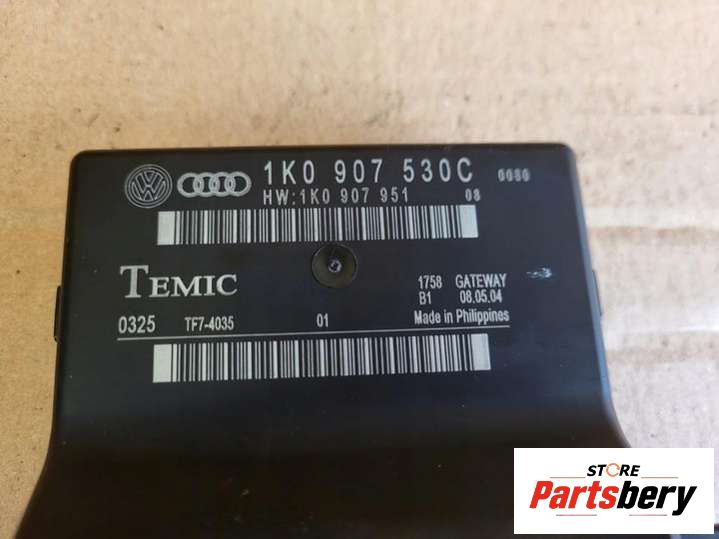 1K0 907 530C 0080
HW:1K0 907 951 08
TEMIC
1758 GATEWAY
B1 08.05.04
0325 TF7-4035 01 Made in Philippines
STORE
Partsbery